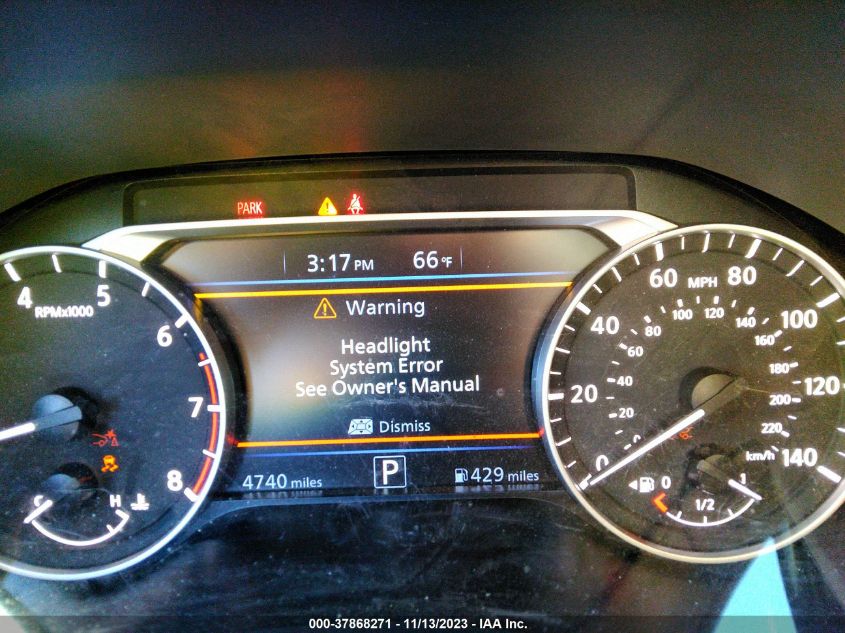 PARK
3:17 PM 66°F
Warning
Headlight
System Error
See Owner's Manual
Dismiss
4740 miles P 429 miles
4 5 6 7 8
RPMx1000
C H
0 20 40 60 80 100 120 140
MPH
0 20 40 60 80 100 120 140 160 180 200 220
km/h
0 1/2 1
000-37868271 - 11/13/2023 - IAA Inc.